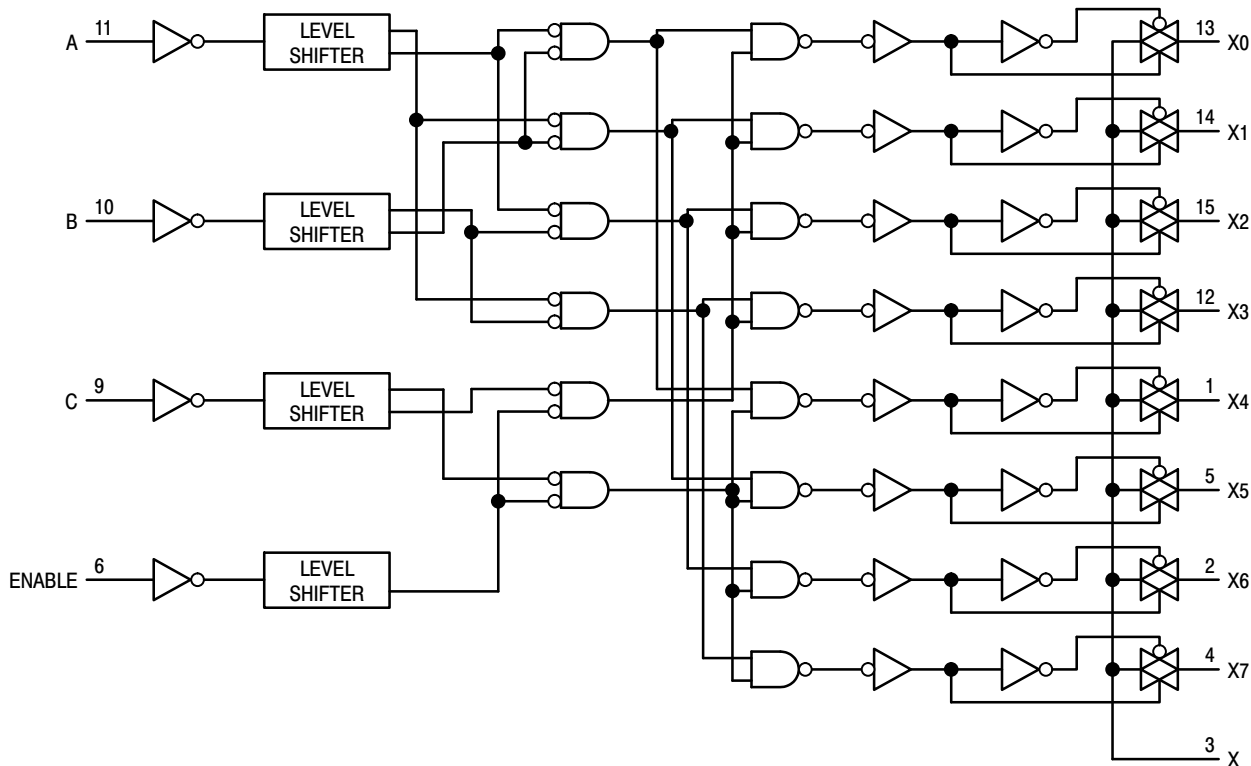 A 11 LEVEL SHIFTER 13 X0
14 X1
B 10 LEVEL SHIFTER 15 X2
12 X3
C 9 LEVEL SHIFTER 1 X4
5 X5
ENABLE 6 LEVEL SHIFTER 2 X6
4 X7
3 X